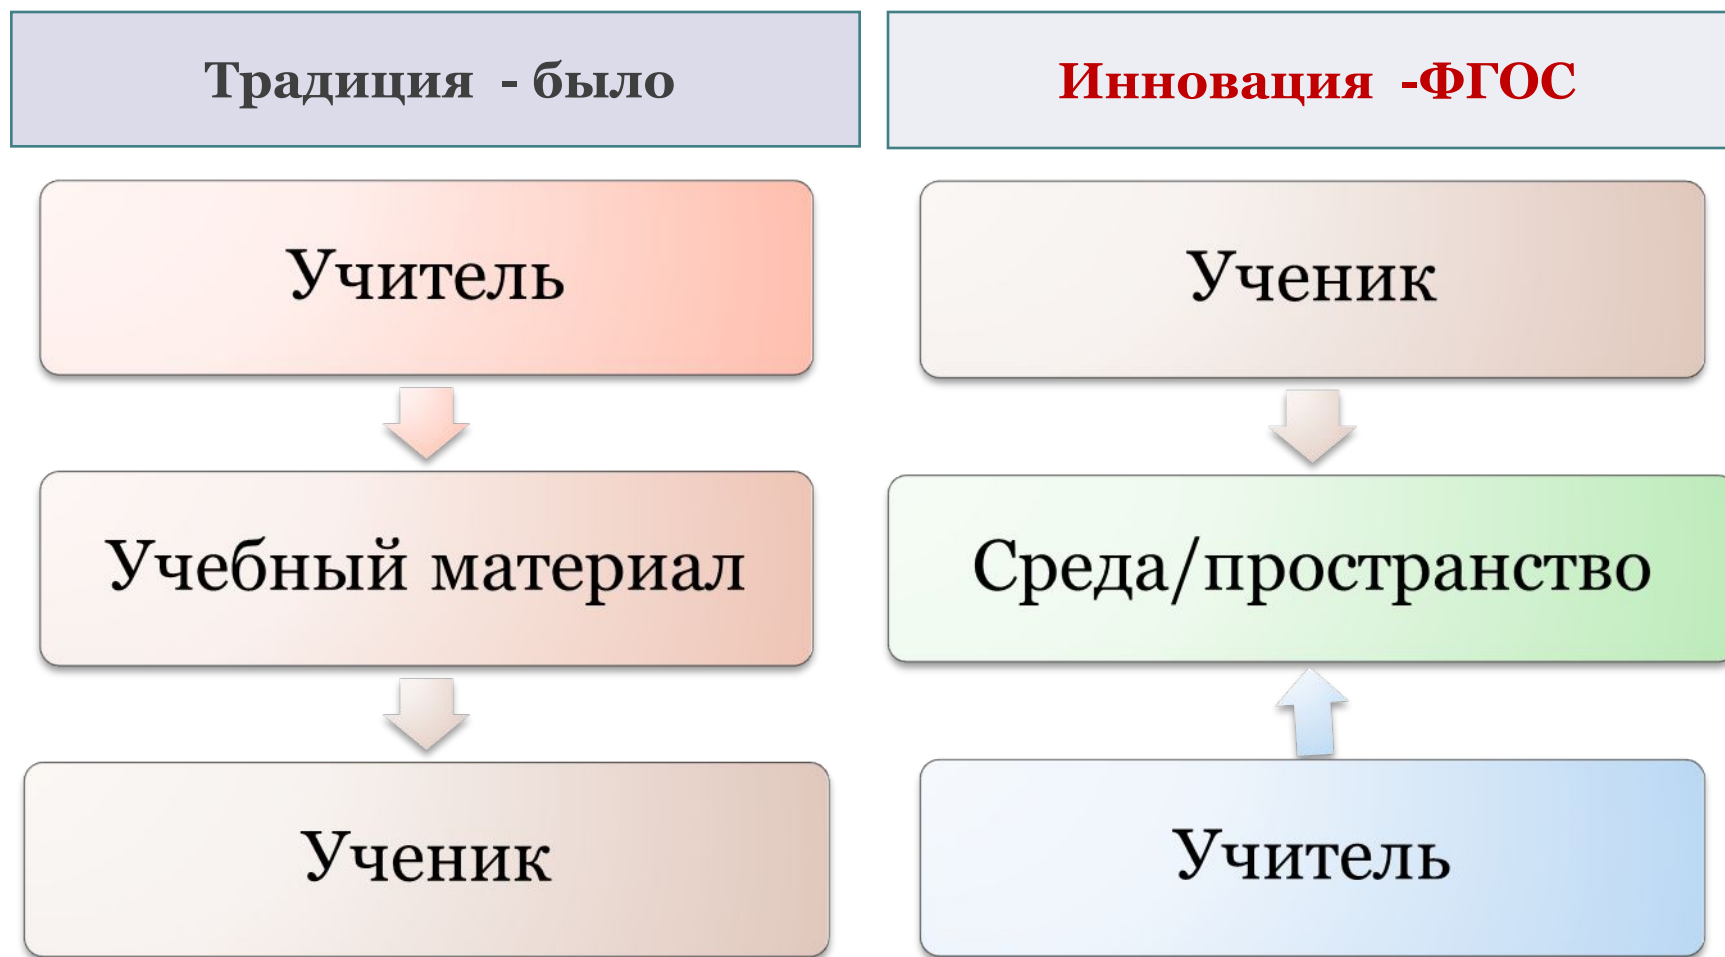 Традиция - было
Инновация -ФГОС
Учитель
Ученик
Учебный материал
Среда/пространство
Ученик
Учитель